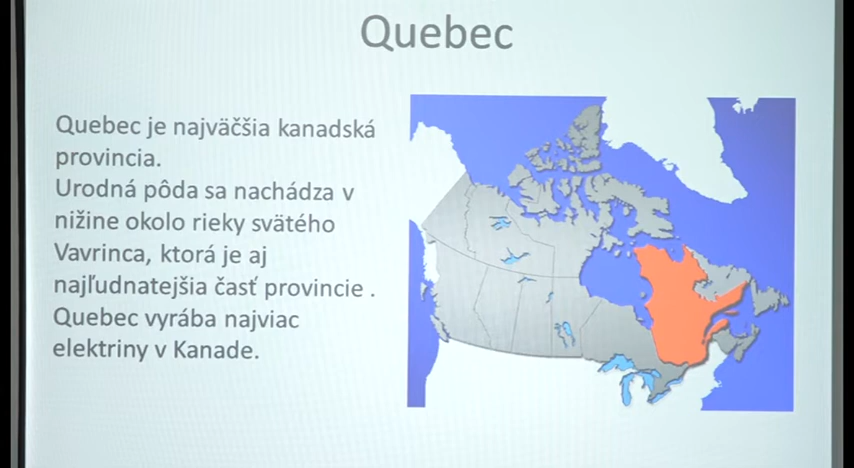 Quebec
Quebec je najväčšia kanadská
provincia.
Urodná pôda sa nachádza v
nižine okolo rieky svätého
Vavrinca, ktorá je aj
najľudnatejšia časť provincie .
Quebec vyrába najviac
elektriny v Kanade.